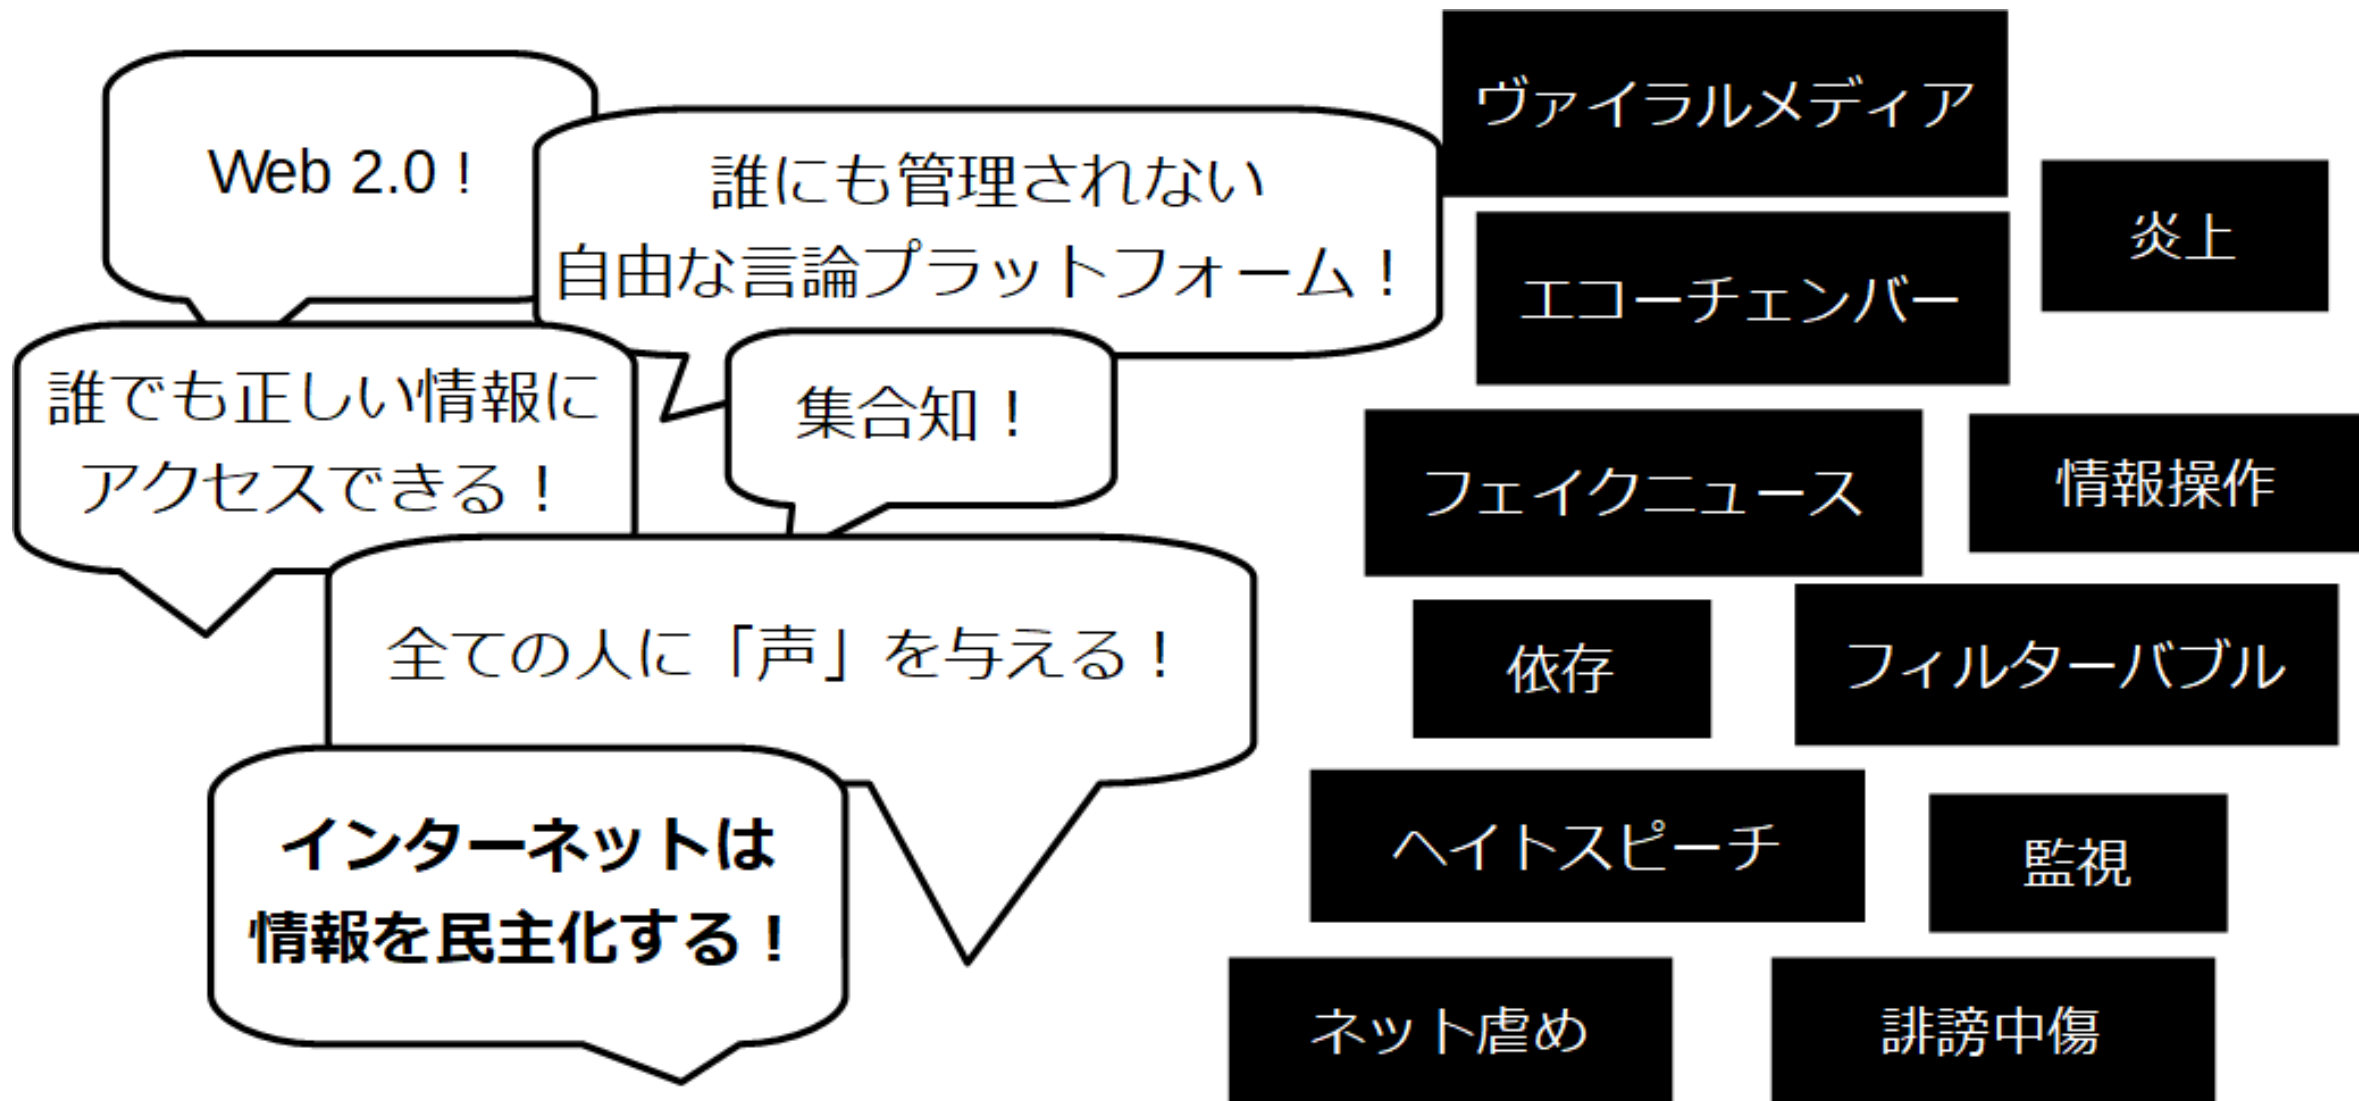 Web 2.0！
誰にも管理されない
自由な言論プラットフォーム！
誰でも正しい情報に
アクセスできる！
集合知！
全ての人に「声」を与える！
インターネットは
情報を民主化する！
ヴァイラルメディア
炎上
エコーチェンバー
フェイクニュース
情報操作
依存
フィルターバブル
ヘイトスピーチ
監視
ネット虐め
誹謗中傷